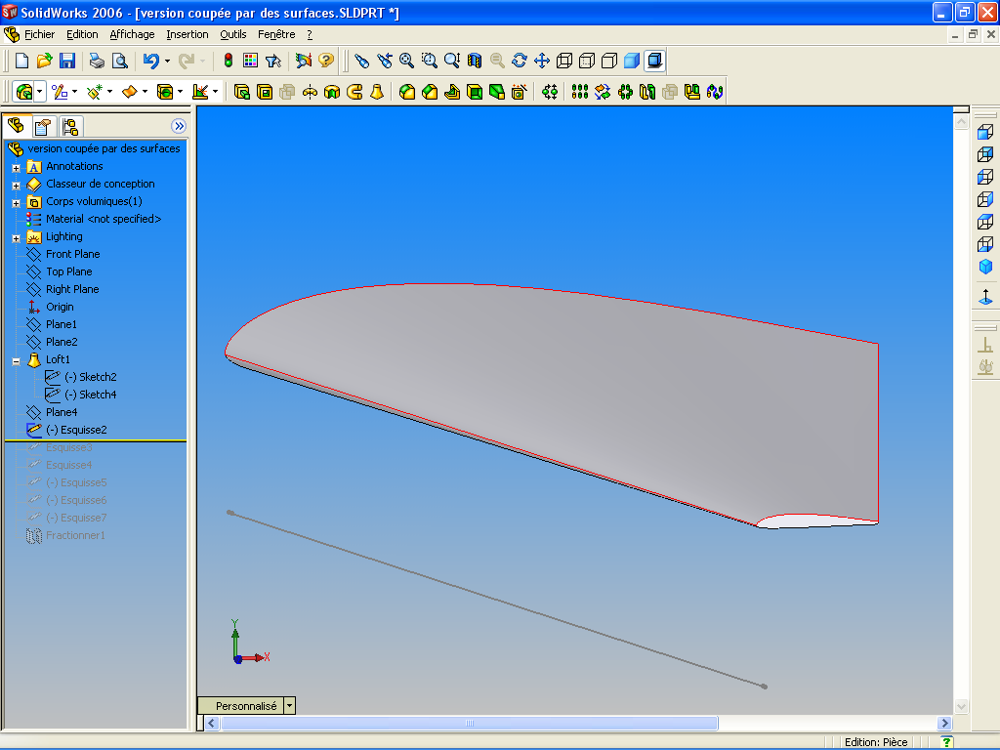 SolidWorks 2006 - [version coupée par des surfaces.SLDPRT *]
Fichier Edition Affichage Insertion Outils Fenêtre ?
version coupée par des surfaces
A Annotations
Classeur de conception
Corps volumiques(1)
Material <not specified>
Lighting
Front Plane
Top Plane
Right Plane
Origin
Plane1
Plane2
Loft1
(-) Sketch2
(-) Sketch4
Plane4
(-) Esquisse2
Esquisse3
Esquisse4
(-) Esquisse5
(-) Esquisse6
(-) Esquisse7
Fractionner1
Y
X
Personnalisé
Edition: Pièce ?